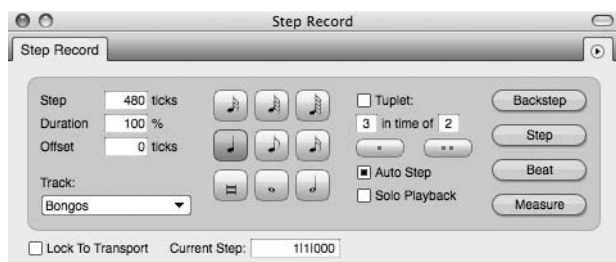 Step Record
Step Record
Step 480 ticks
Duration 100 %
Offset 0 ticks
Track:
Bongos
Tuplet:
3 in time of 2
Auto Step
Solo Playback
Backstep
Step
Beat
Measure
Lock To Transport Current Step: 1|1|000